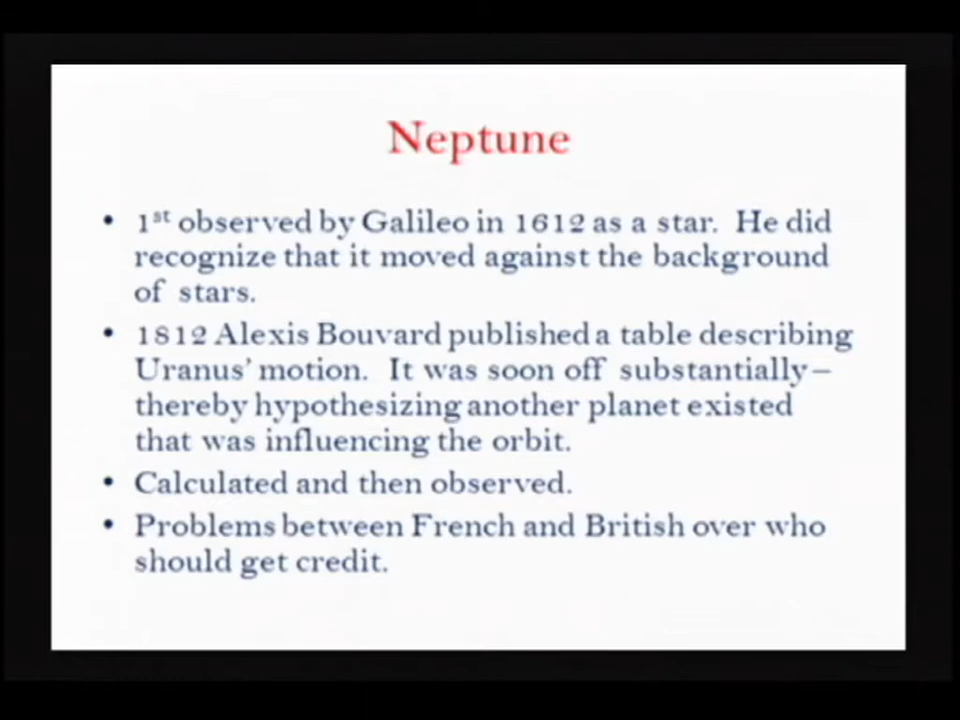 Neptune
• 1st observed by Galileo in 1612 as a star. He did
recognize that it moved against the background
of stars.
• 1812 Alexis Bouvard published a table describing
Uranus' motion. It was soon off substantially–
thereby hypothesizing another planet existed
that was influencing the orbit.
• Calculated and then observed.
• Problems between French and British over who
should get credit.